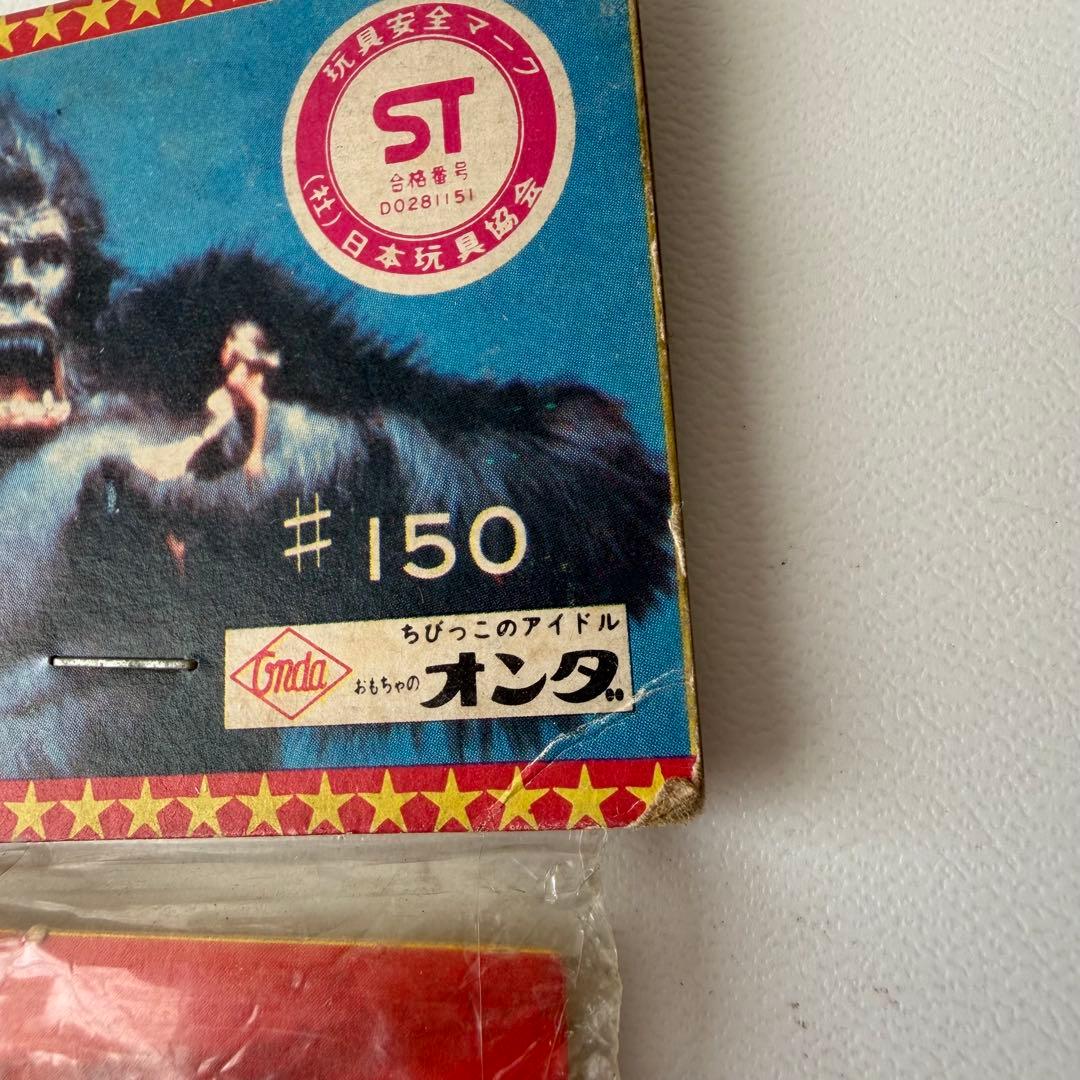 玩具安全マーク
ST
合格番号
D0281151
(社)日本玩具協会
# 150
ちびっこのアイドル
Onda おもちゃの オンダ